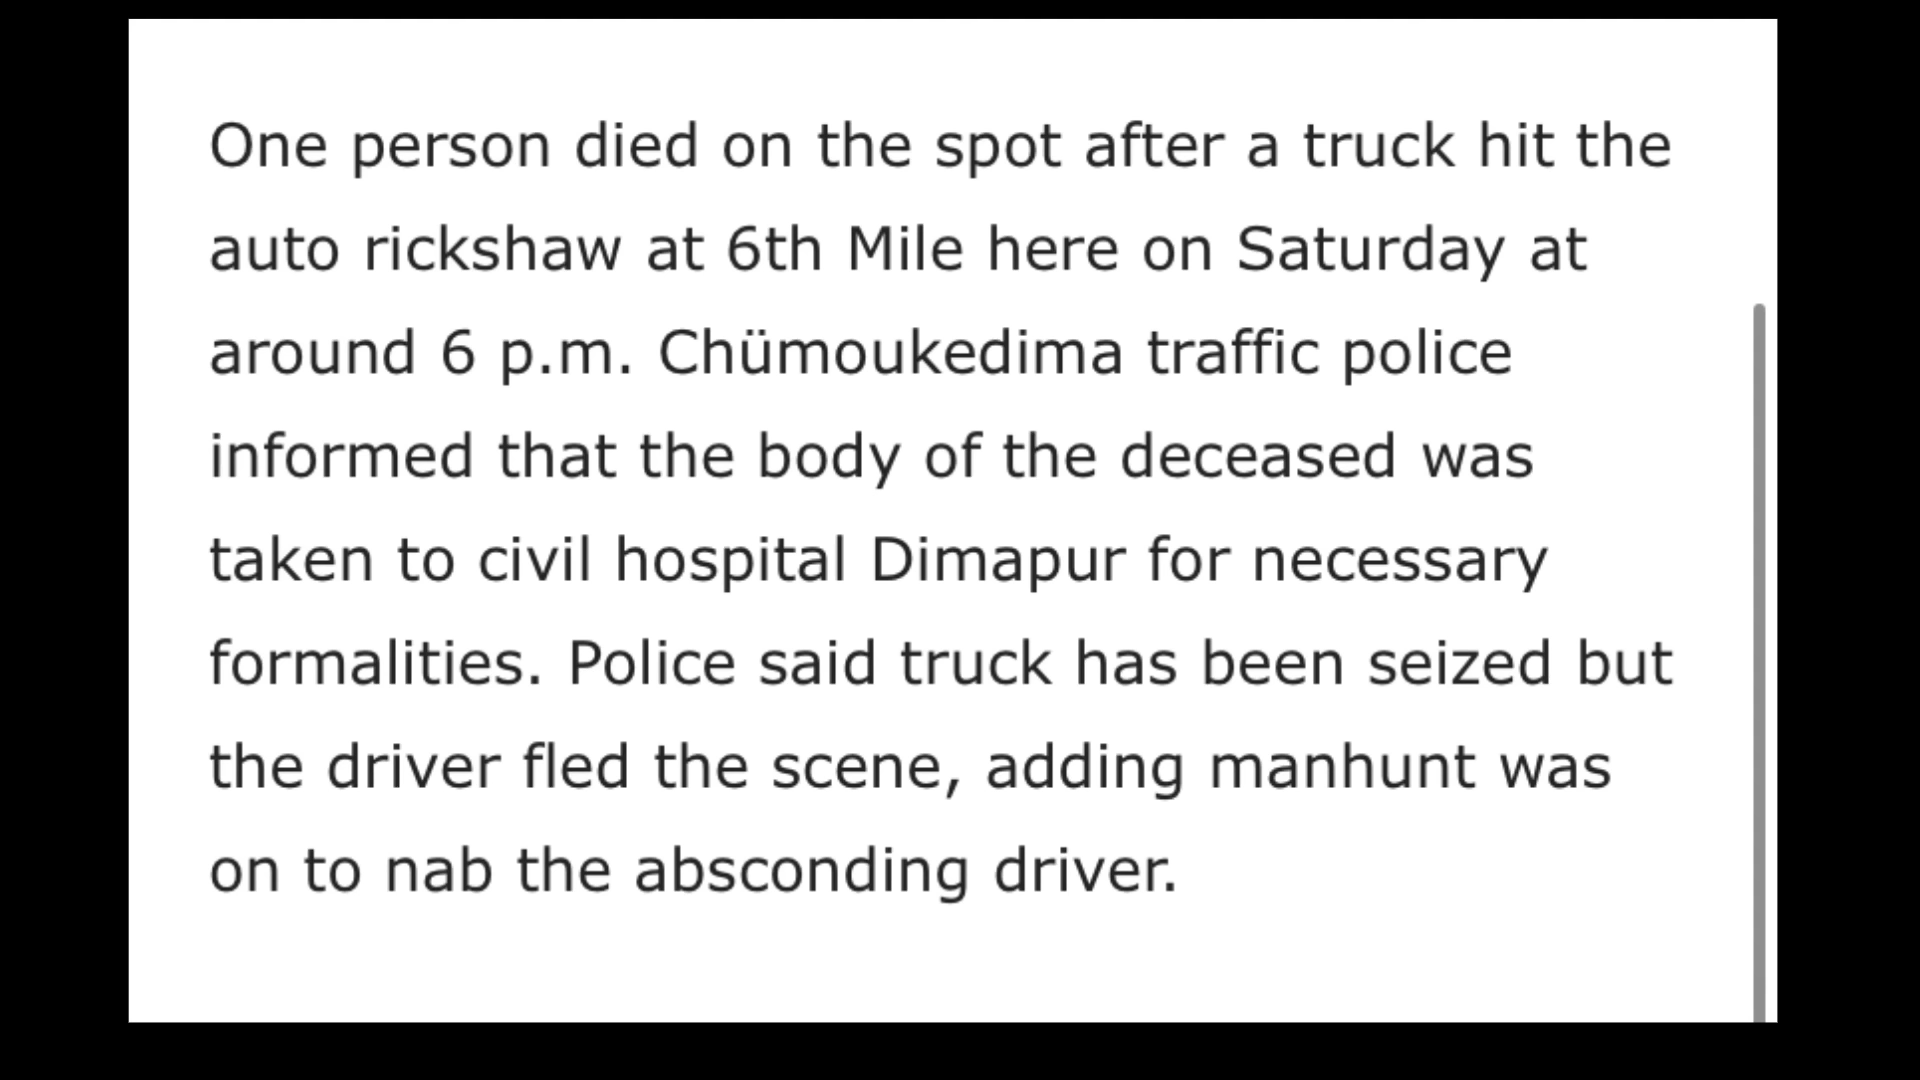 One person died on the spot after a truck hit the
auto rickshaw at 6th Mile here on Saturday at
around 6 p.m. Chümoukedima traffic police
informed that the body of the deceased was
taken to civil hospital Dimapur for necessary
formalities. Police said truck has been seized but
the driver fled the scene, adding manhunt was
on to nab the absconding driver.